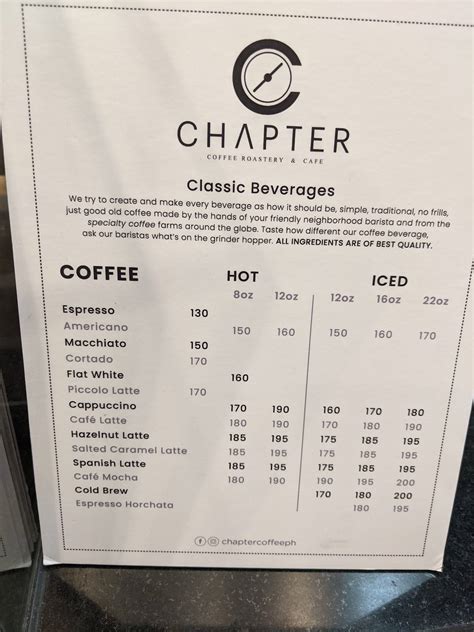 CHAPTER
COFFEE ROASTERY & CAFE
Classic Beverages
We try to create and make every beverage as how it should be, simple, traditional, no frills,
just good old coffee made by the hands of your friendly neighborhood barista and from the
specialty coffee farms around the globe. Taste how different our coffee beverage,
ask our baristas what's on the grinder hopper. ALL INGREDIENTS ARE OF BEST QUALITY.
COFFEE HOT ICED
8oz 12oz 12oz 16oz 22oz
Espresso 130
Americano 150 160 150 160 170
Macchiato 150
Cortado 170
Flat White 160
Piccolo Latte 170
Cappuccino 170 190 160 170 180
Café Latte 180 190 170 180 190
Hazelnut Latte 185 195 175 185 195
Salted Caramel Latte 185 195 175 185 195
Spanish Latte 185 195 175 185 195
Café Mocha 180 190 190 195 200
Cold Brew 170 180 200
Espresso Horchata 180 195
chaptercoffeeph